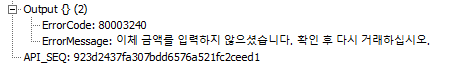 Output {} (2)
ErrorCode: 80003240
ErrorMessage: 이체 금액를 입력하지 않으셨습니다. 확인 후 다시 거래하십시오.
API_SEQ: 923d2437fa307bdd6576a521fc2ceed1